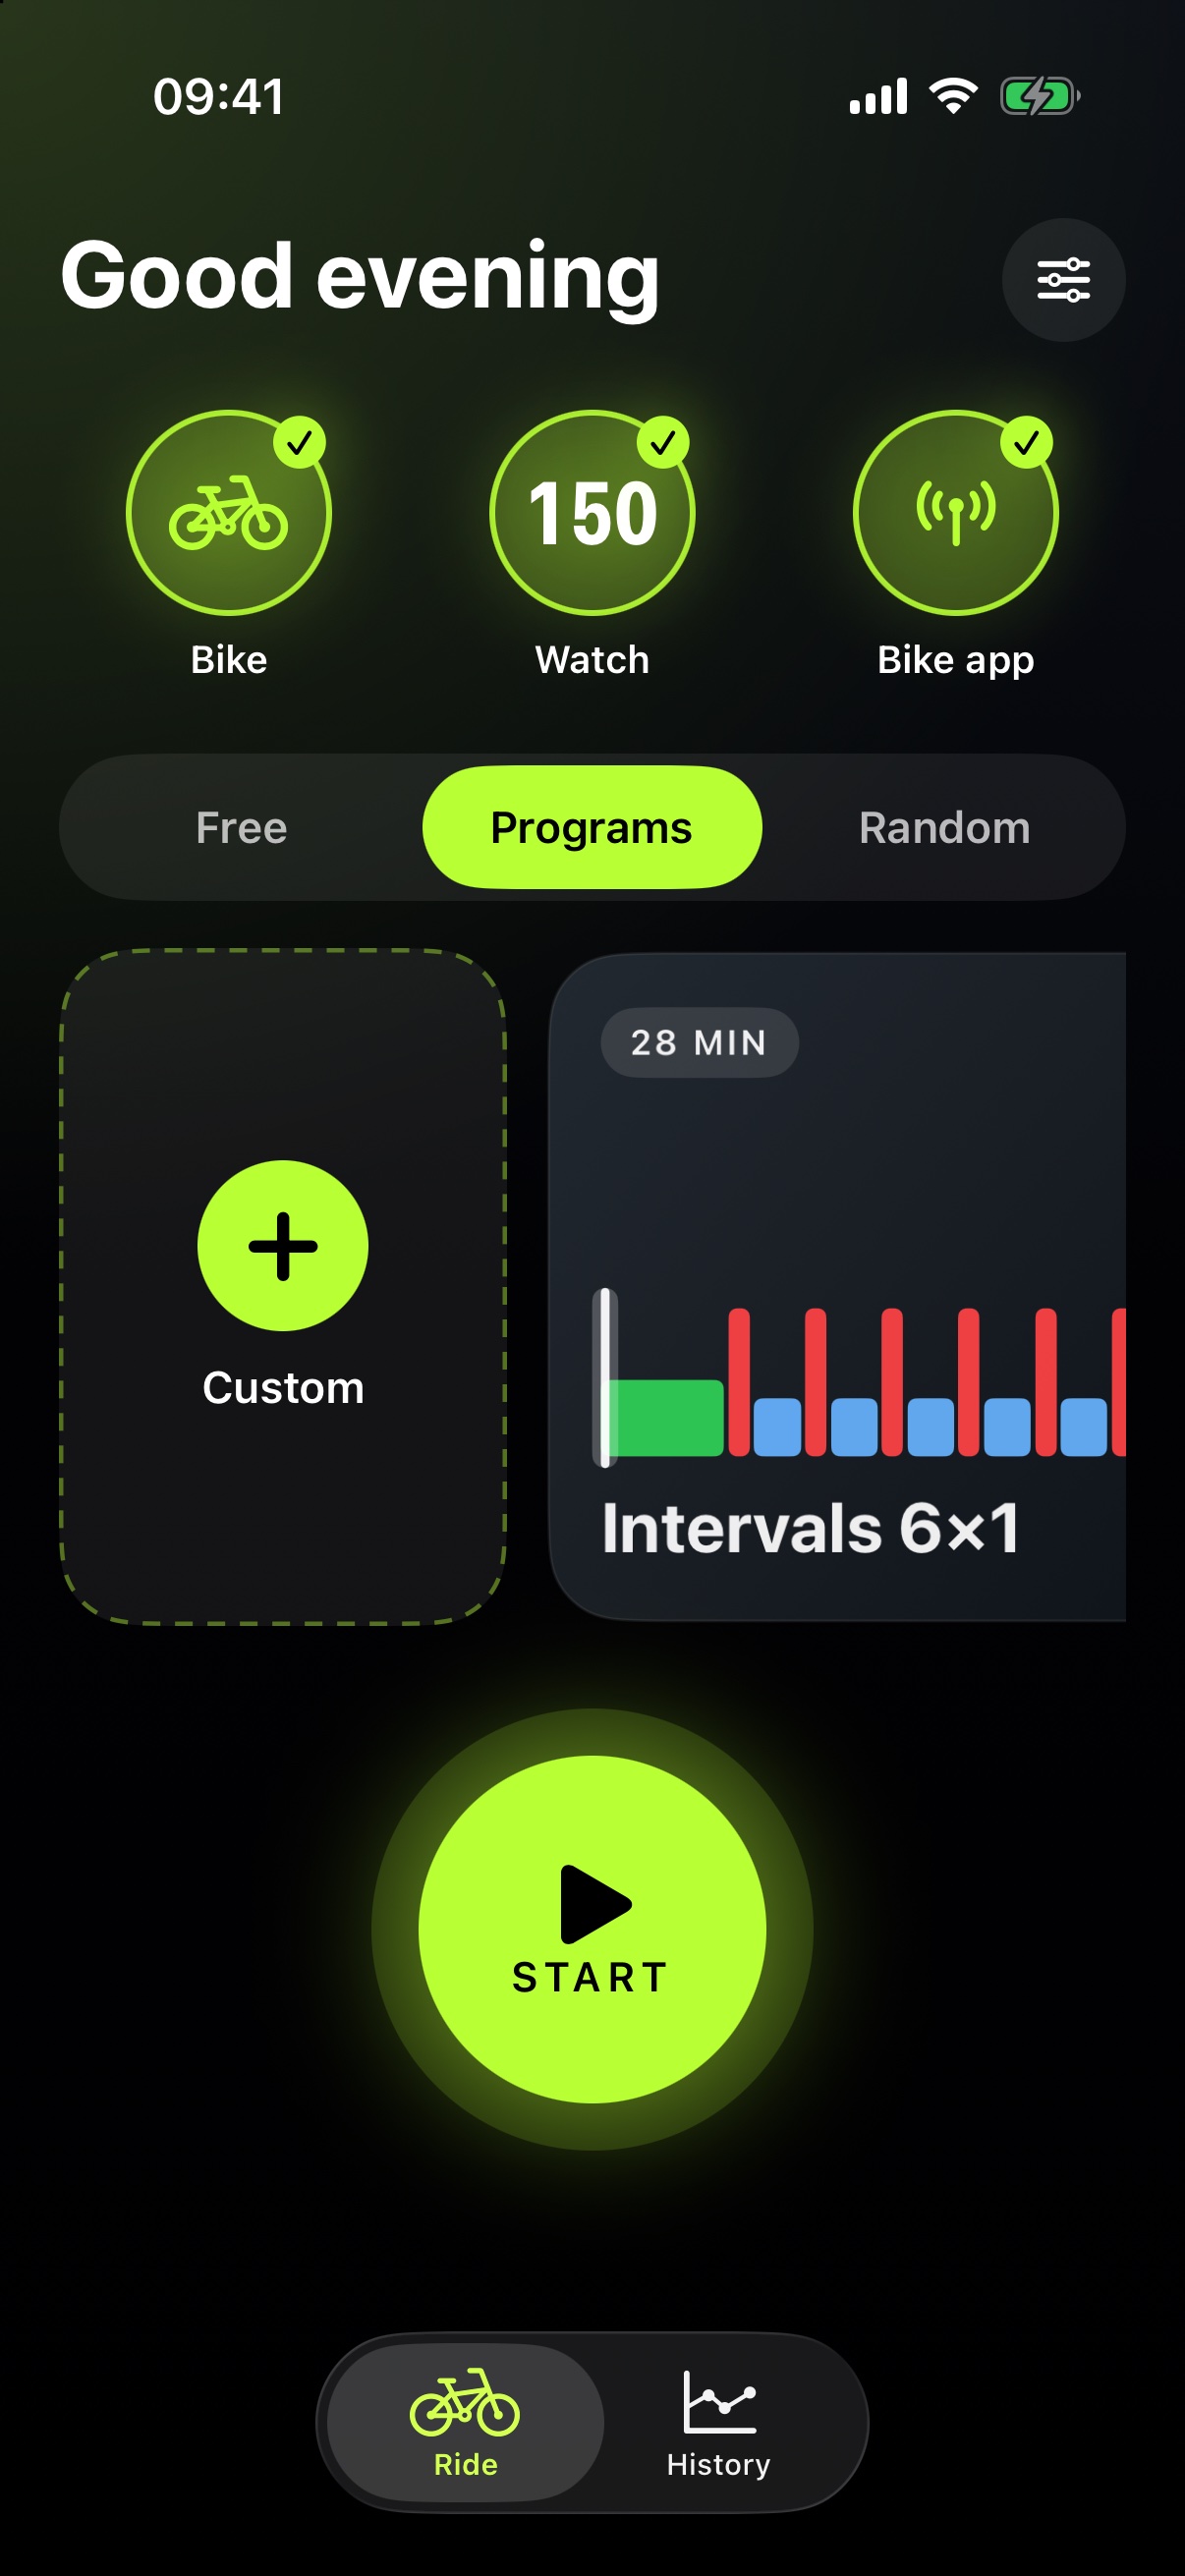 09:41
Good evening
150
Bike
Watch
Bike app
Free
Programs
Random
28 MIN
Custom
Intervals 6×1
START
Ride
History